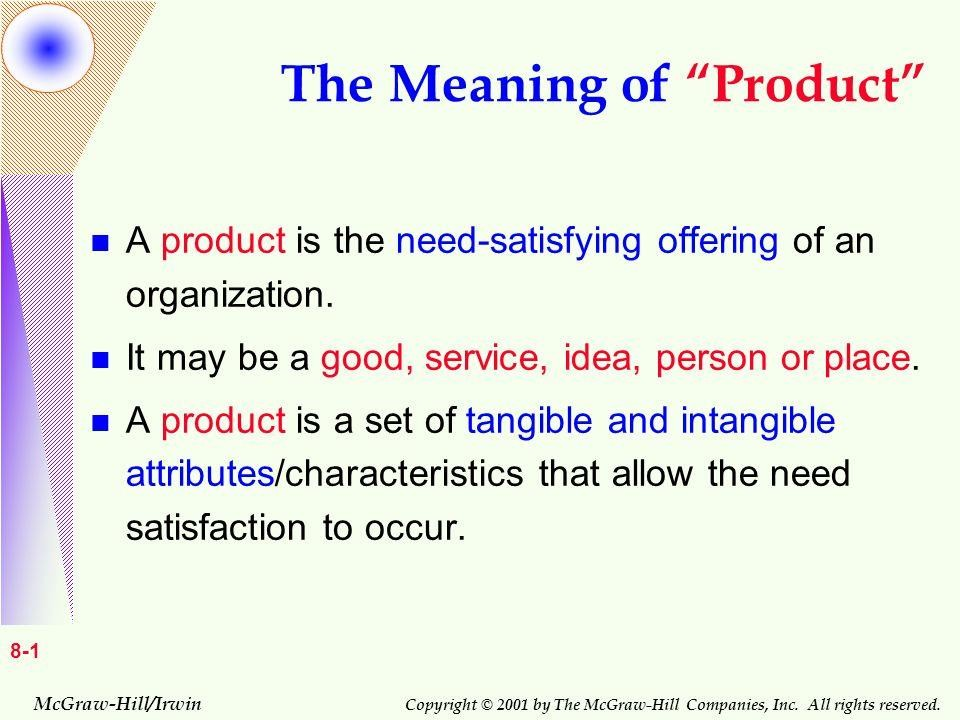 The Meaning of “Product”
A product is the need-satisfying offering of an
organization.
It may be a good, service, idea, person or place.
A product is a set of tangible and intangible
attributes/characteristics that allow the need
satisfaction to occur.
8-1
McGraw-Hill/Irwin Copyright © 2001 by The McGraw-Hill Companies, Inc. All rights reserved.